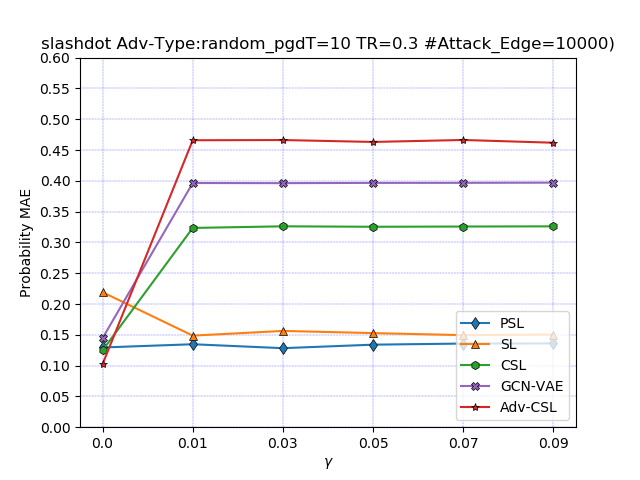 slashdot Adv-Type:random_pgdT=10 TR=0.3 #Attack_Edge=10000)
0.60
0.55
0.50
0.45
0.40
0.35
0.30
0.25
0.20
0.15
0.10
0.05
0.00
Probability MAE
PSL
SL
CSL
GCN-VAE
Adv-CSL
0.0 0.01 0.03 0.05 0.07 0.09
γ